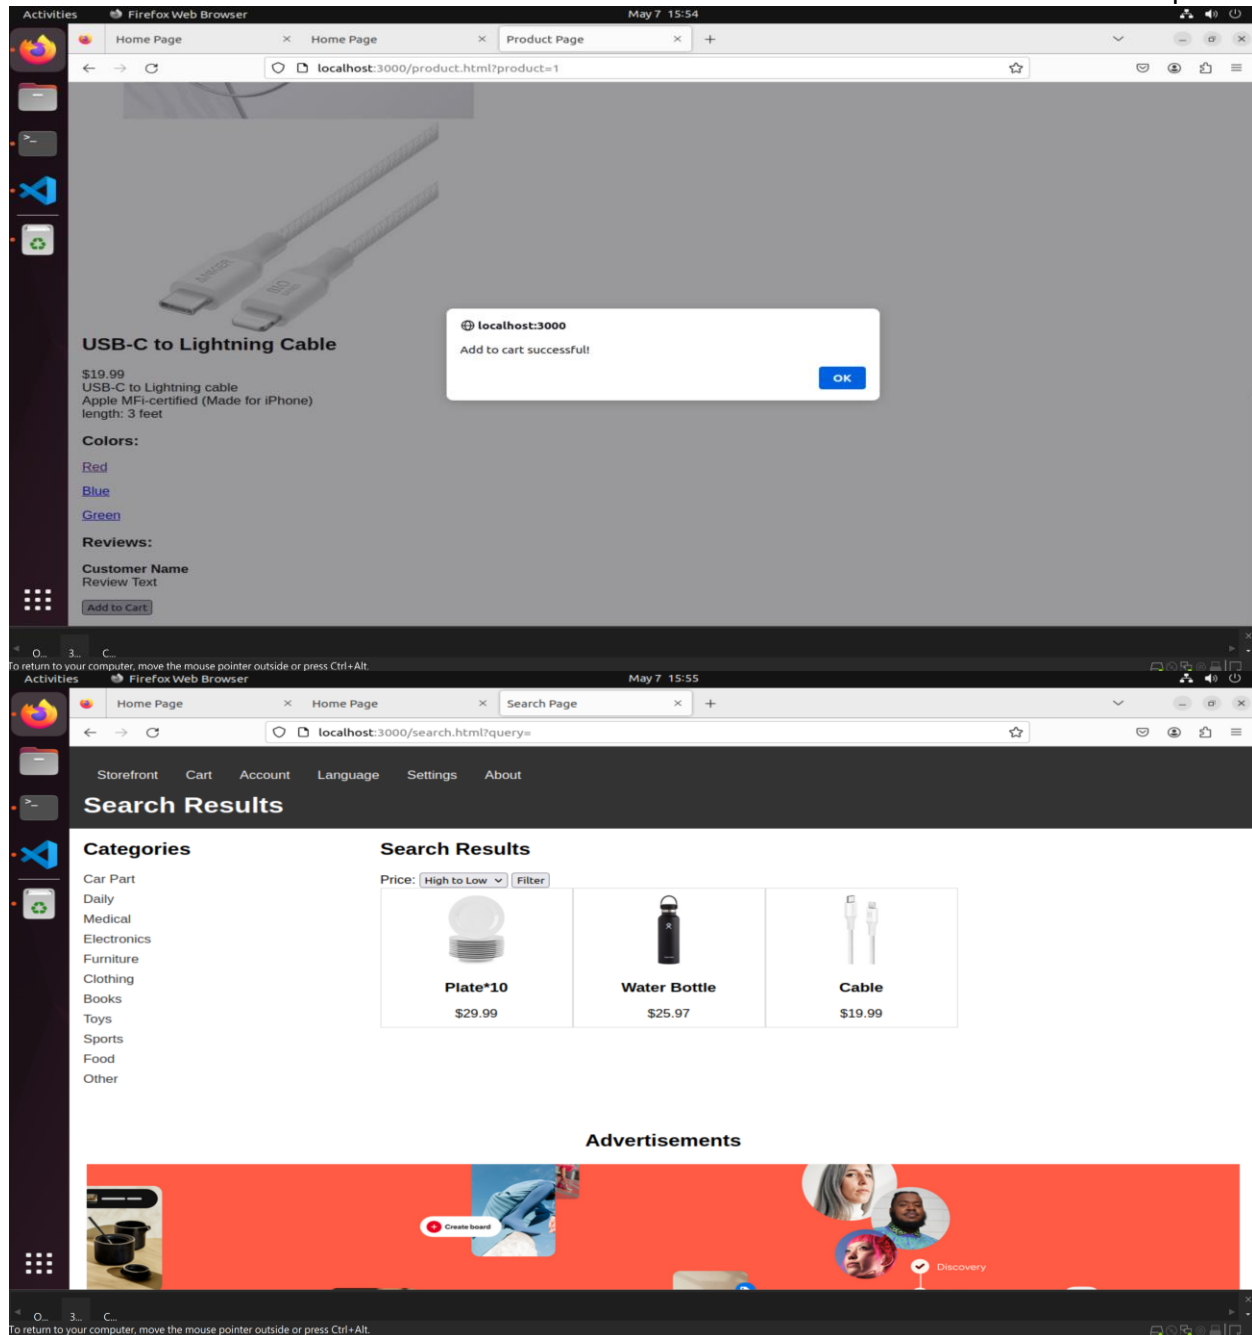 Activities Firefox Web Browser May 7 15:54
Home Page × Home Page × Product Page × +
localhost:3000/product.html?product=1
ANKER
BIO
USB-C to Lightning Cable
$19.99
USB-C to Lightning cable
Apple MFi-certified (Made for iPhone)
length: 3 feet
Colors:
Red
Blue
Green
Reviews:
Customer Name
Review Text
Add to Cart
localhost:3000
Add to cart successful!
OK
O... 3... C...
To return to your computer, move the mouse pointer outside or press Ctrl+Alt.
Activities Firefox Web Browser May 7 15:55
Home Page × Home Page × Search Page × +
localhost:3000/search.html?query=
Storefront Cart Account Language Settings About
Search Results
Categories
Car Part
Daily
Medical
Electronics
Furniture
Clothing
Books
Toys
Sports
Food
Other
Search Results
Price: High to Low Filter
Plate*10 Water Bottle Cable
$29.99 $25.97 $19.99
Advertisements
Create board
Discovery
O... 3... C...
To return to your computer, move the mouse pointer outside or press Ctrl+Alt.